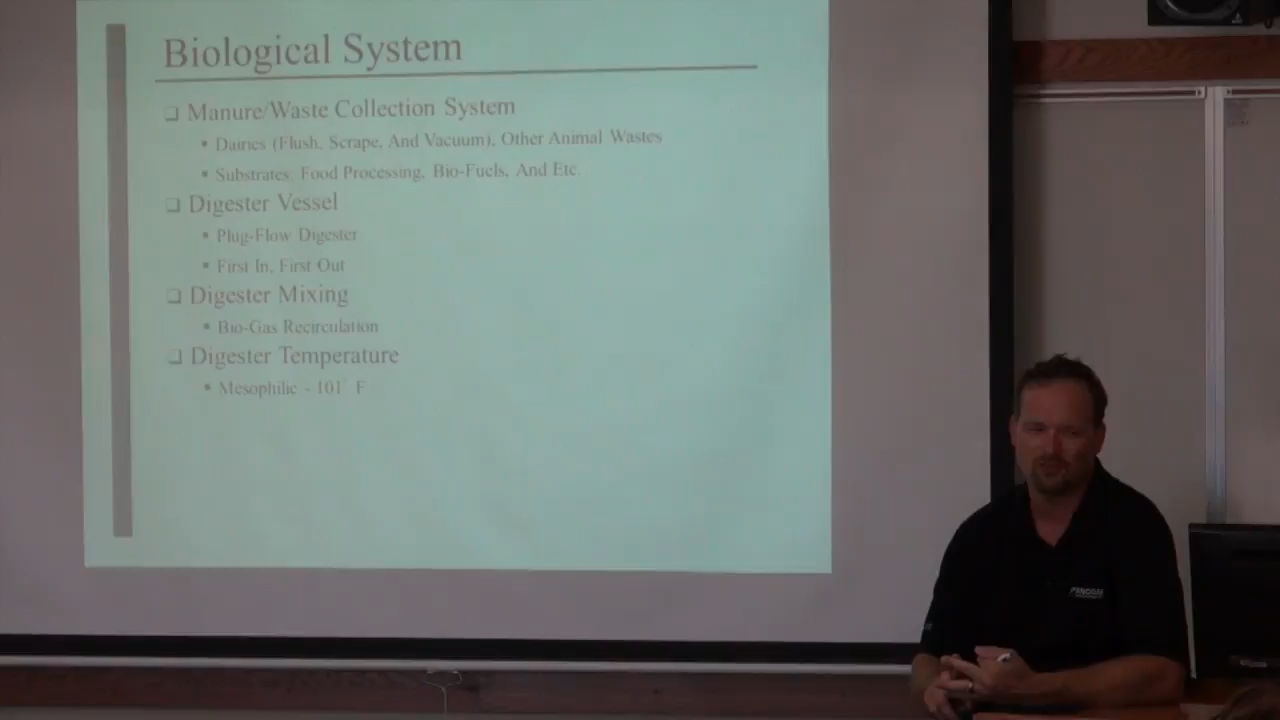 Biological System
Manure/Waste Collection System
Dairies (Flush, Scrape, And Vacuum), Other Animal Wastes
Substrates: Food Processing, Bio-Fuels, And Etc.
Digester Vessel
Plug-Flow Digester
First In, First Out
Digester Mixing
Bio-Gas Recirculation
Digester Temperature
Mesophilic - 101° F